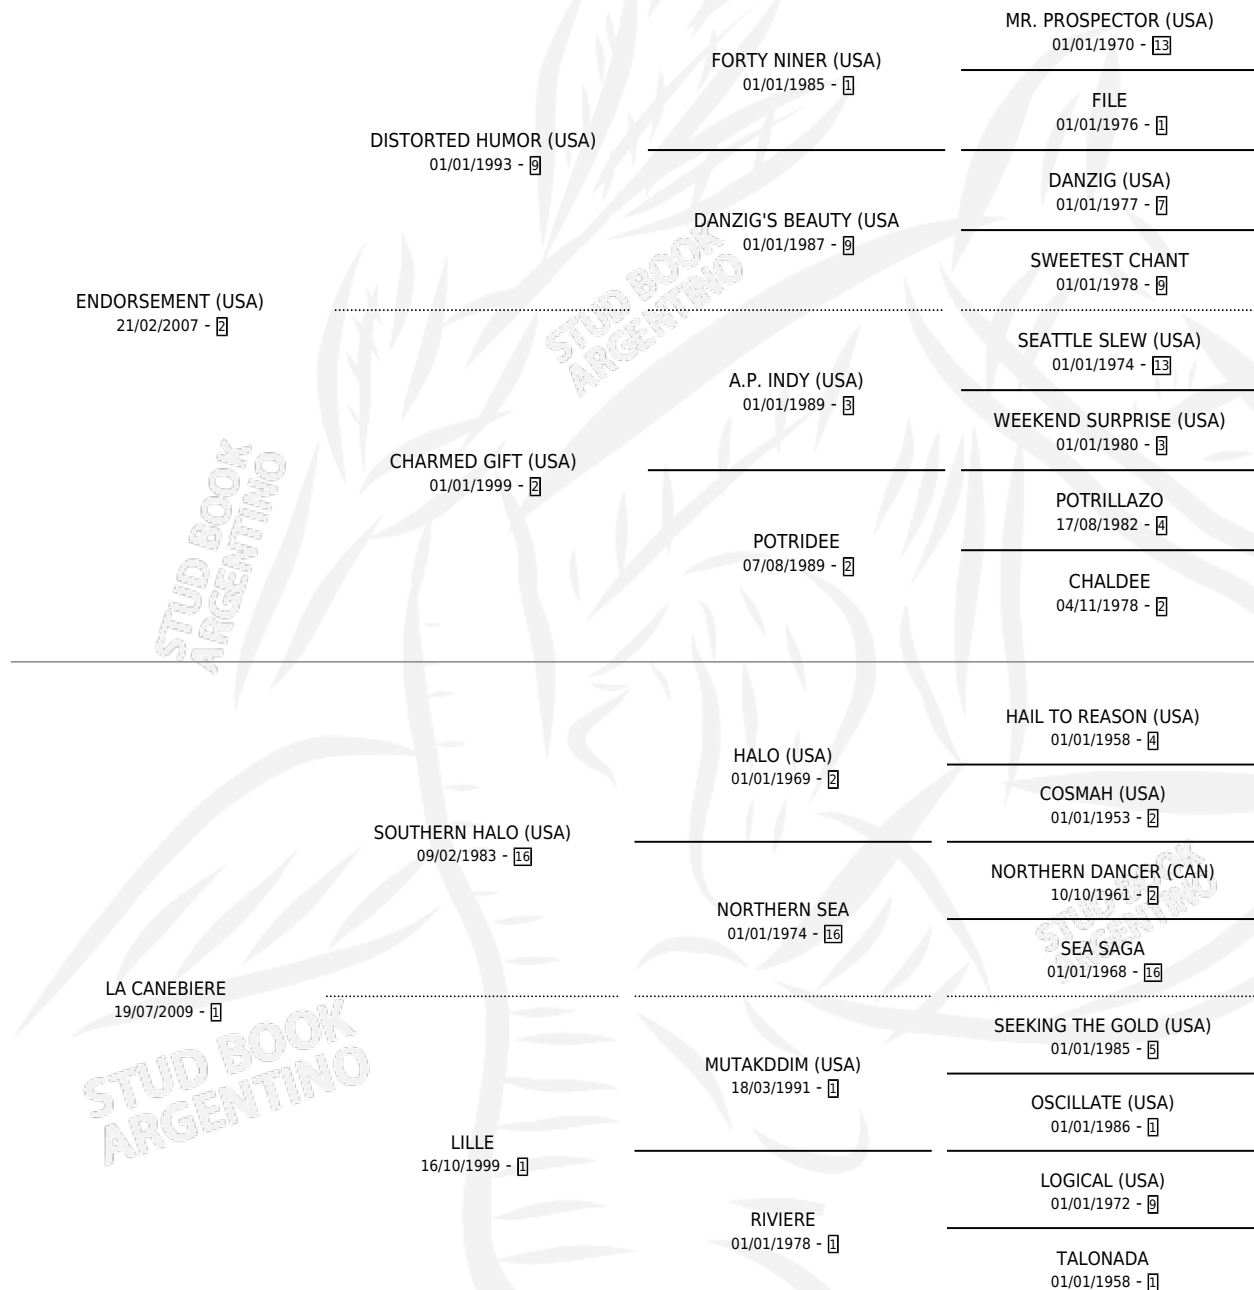 MR. PROSPECTOR (USA)
01/01/1970 - 13
FORTY NINER (USA)
01/01/1985 - 1
FILE
01/01/1976 - 1
DISTORTED HUMOR (USA)
01/01/1993 - 9
DANZIG (USA)
01/01/1977 - 7
DANZIG'S BEAUTY (USA
01/01/1987 - 9
SWEETEST CHANT
01/01/1978 - 9
ENDORSEMENT (USA)
21/02/2007 - 2
STUD BOOK
ARGENTINO
SEATTLE SLEW (USA)
01/01/1974 - 13
A.P. INDY (USA)
01/01/1989 - 3
WEEKEND SURPRISE (USA)
01/01/1980 - 3
CHARMED GIFT (USA)
01/01/1999 - 2
POTRILLAZO
17/08/1982 - 4
POTRIDEE
07/08/1989 - 2
CHALDEE
04/11/1978 - 2
STUD BOOK
ARGENTINO
HAIL TO REASON (USA)
01/01/1958 - 4
HALO (USA)
01/01/1969 - 2
COSMAH (USA)
01/01/1953 - 2
SOUTHERN HALO (USA)
09/02/1983 - 16
NORTHERN DANCER (CAN)
10/10/1961 - 2
NORTHERN SEA
01/01/1974 - 16
SEA SAGA
01/01/1968 - 16
STUD BOOK
ARGENTINO
LA CANEBIERE
19/07/2009 - 1
SEEKING THE GOLD (USA)
01/01/1985 - 5
MUTAKDDIM (USA)
18/03/1991 - 1
OSCILLATE (USA)
01/01/1986 - 1
STUD BOOK
ARGENTINO
LILLE
16/10/1999 - 1
LOGICAL (USA)
01/01/1972 - 9
RIVIERE
01/01/1978 - 1
TALONADA
01/01/1958 - 1